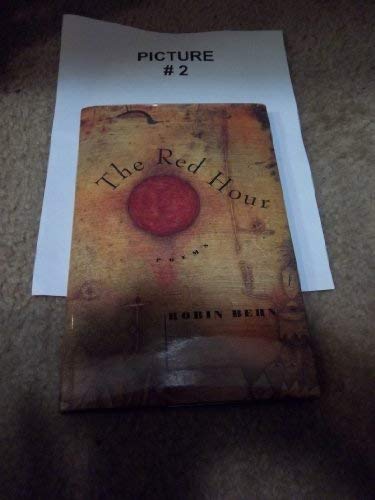 PICTURE
# 2
The Red Hour
POEMS
ROBIN BEHN